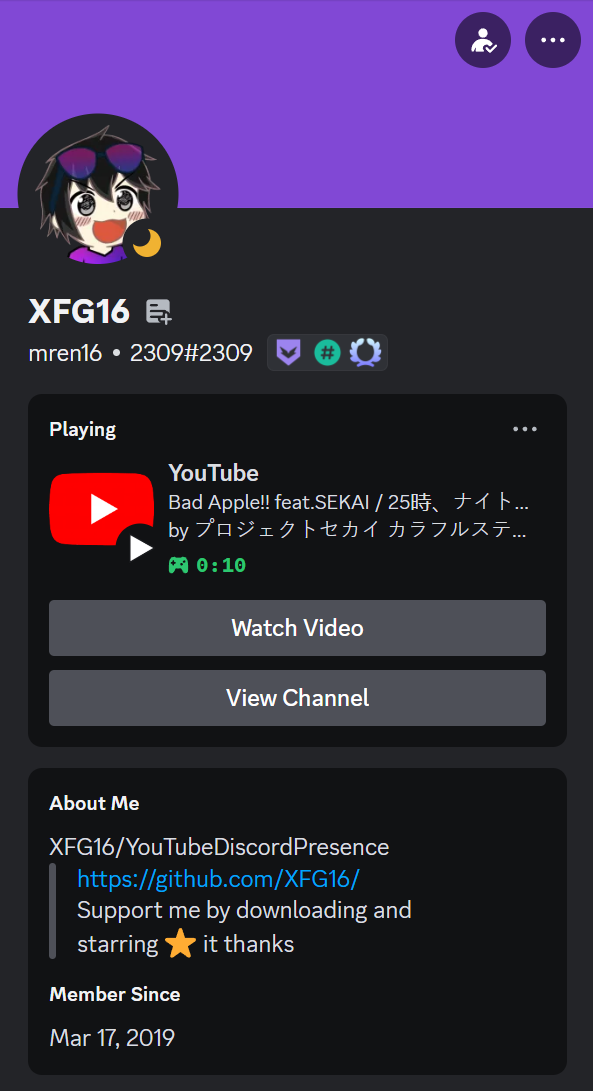 XFG16
mren16 • 2309#2309
Playing
YouTube
Bad Apple!! feat.SEKAI / 25時、ナイト...
by プロジェクトセカイ カラフルステ...
0:10
Watch Video
View Channel
About Me
XFG16/YouTubeDiscordPresence
https://github.com/XFG16/
Support me by downloading and
starring ⭐ it thanks
Member Since
Mar 17, 2019